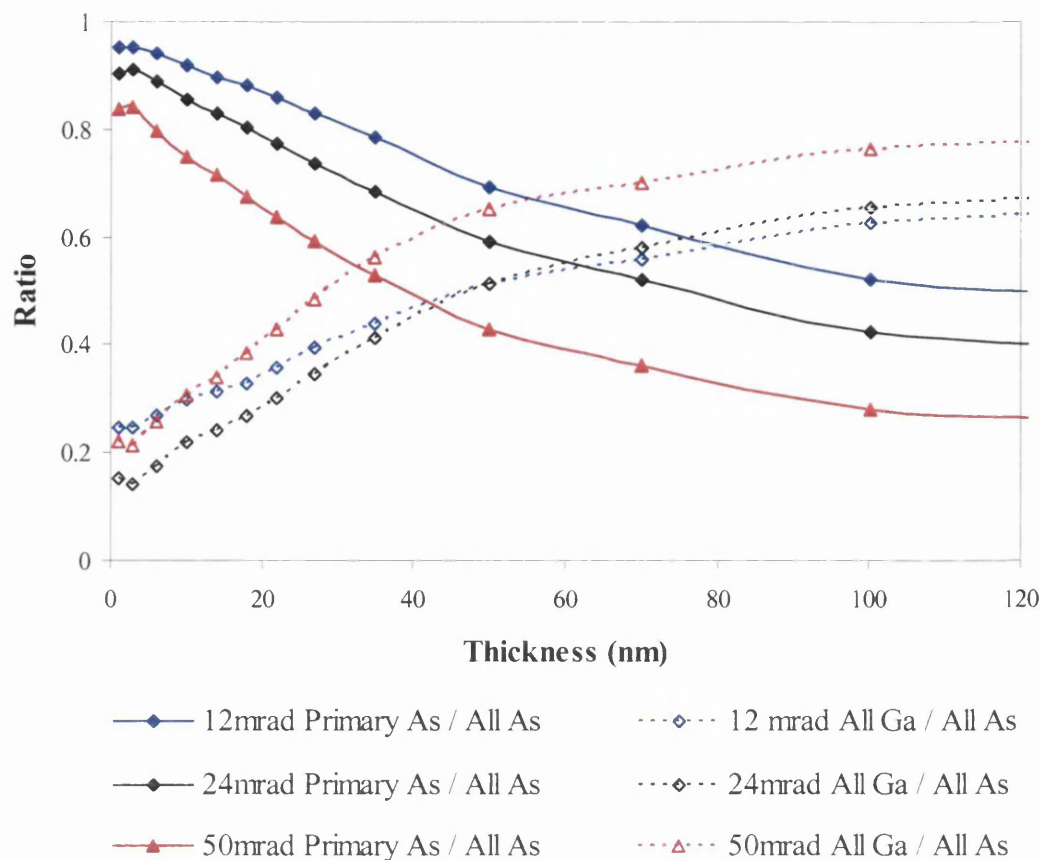 1
0.8
0.6
0.4
0.2
0
Ratio
0 20 40 60 80 100 120
Thickness (nm)
12mrad Primary As / All As 12 mrad All Ga / All As
24mrad Primary As / All As 24mrad All Ga / All As
50mrad Primary As / All As 50mrad All Ga / All As